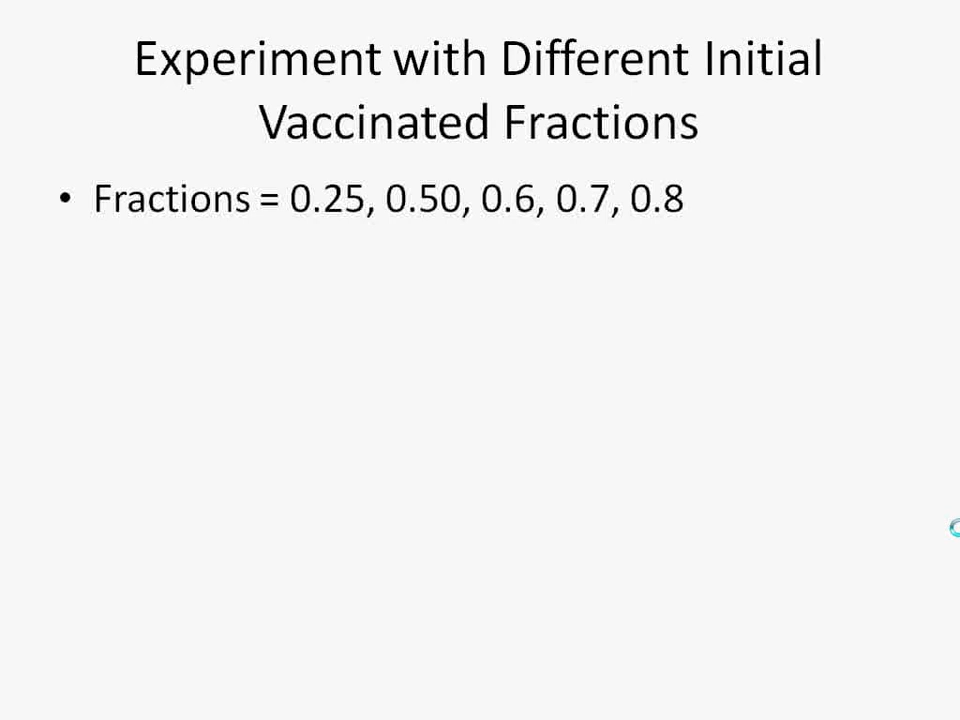 Experiment with Different Initial
Vaccinated Fractions
• Fractions = 0.25, 0.50, 0.6, 0.7, 0.8